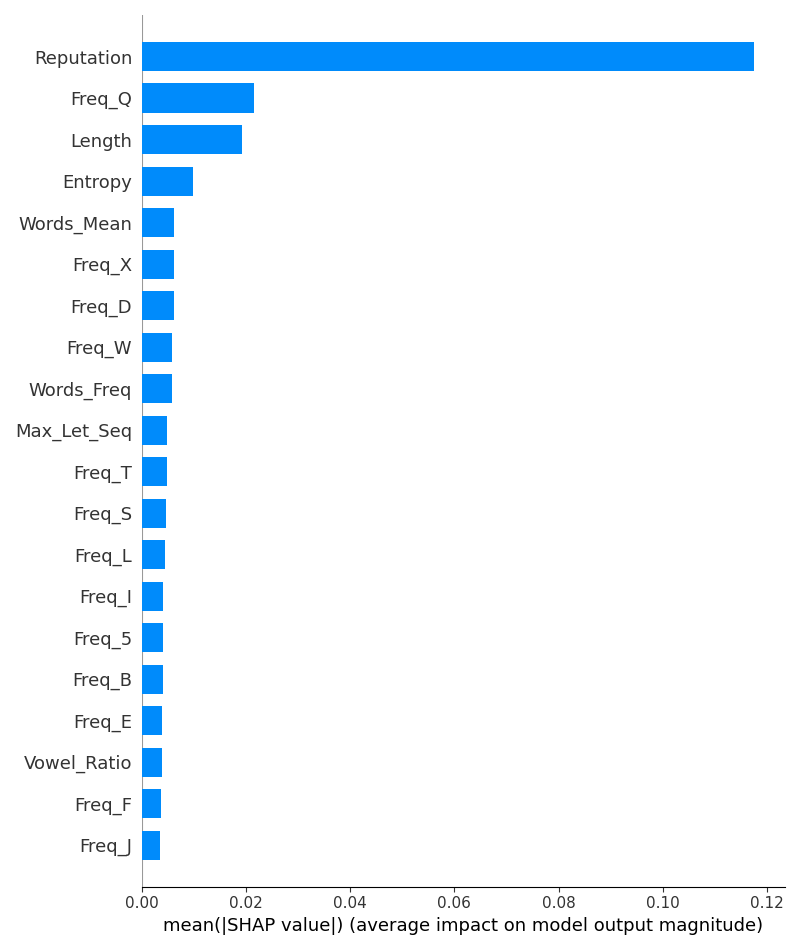 Reputation
Freq_Q
Length
Entropy
Words_Mean
Freq_X
Freq_D
Freq_W
Words_Freq
Max_Let_Seq
Freq_T
Freq_S
Freq_L
Freq_I
Freq_5
Freq_B
Freq_E
Vowel_Ratio
Freq_F
Freq_J
0.00 0.02 0.04 0.06 0.08 0.10 0.12
mean(|SHAP value|) (average impact on model output magnitude)